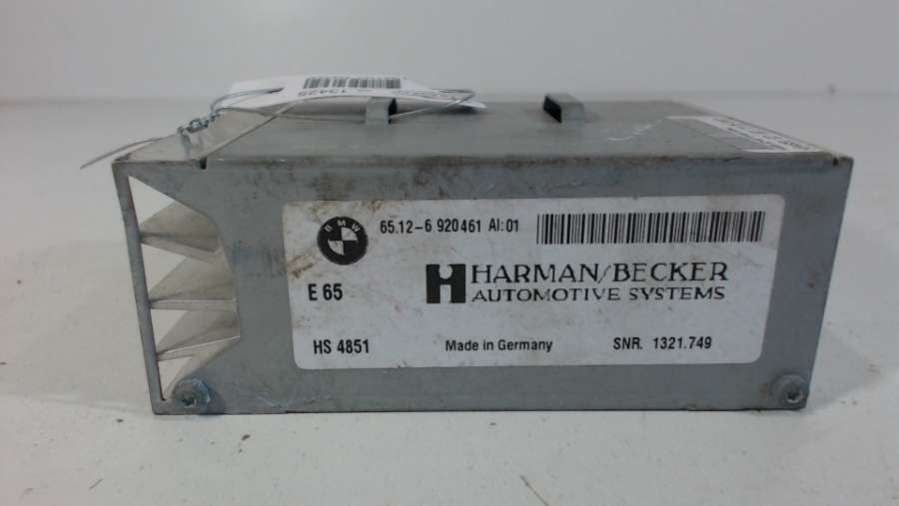 13425
BMW
65.12-6 920461 AI:01
E 65
HARMAN/BECKER
AUTOMOTIVE SYSTEMS
HS 4851
Made in Germany
SNR. 1321.749